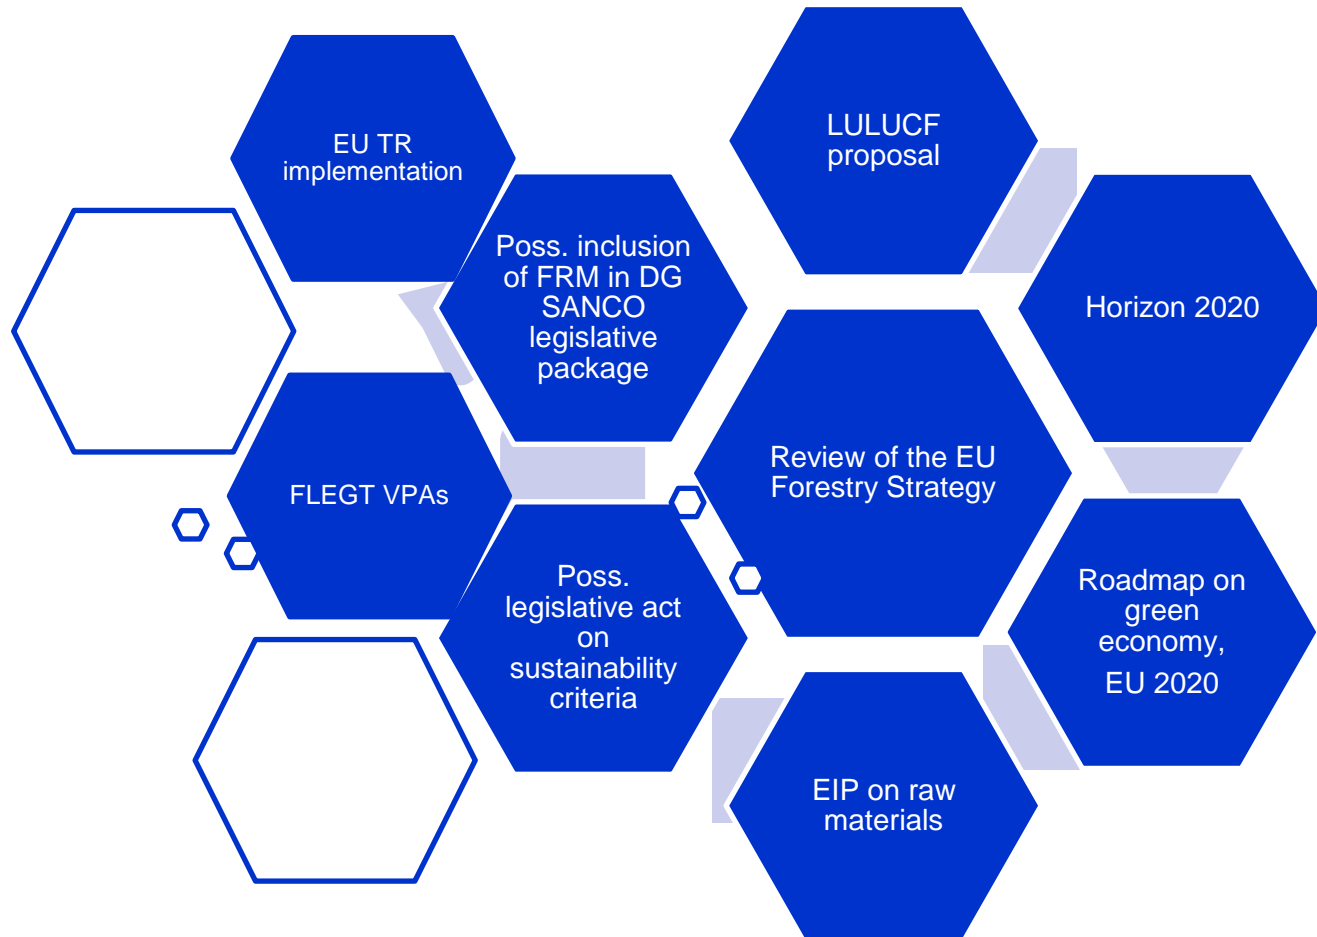 EU TR
implementation
LULUCF
proposal
Poss. inclusion
of FRM in DG
SANCO
legislative
package
Horizon 2020
Review of the EU
Forestry Strategy
FLEGT VPAs
Poss.
legislative act
on
sustainability
criteria
Roadmap on
green
economy,
EU 2020
EIP on raw
materials